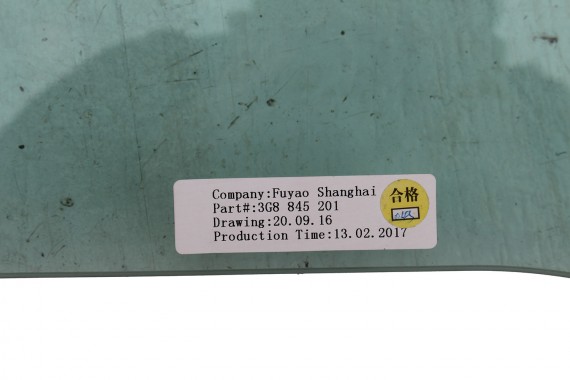 Company:Fuyao Shanghai
Part#:3G8 845 201
Drawing:20.09.16
Production Time:13.02.2017
合格